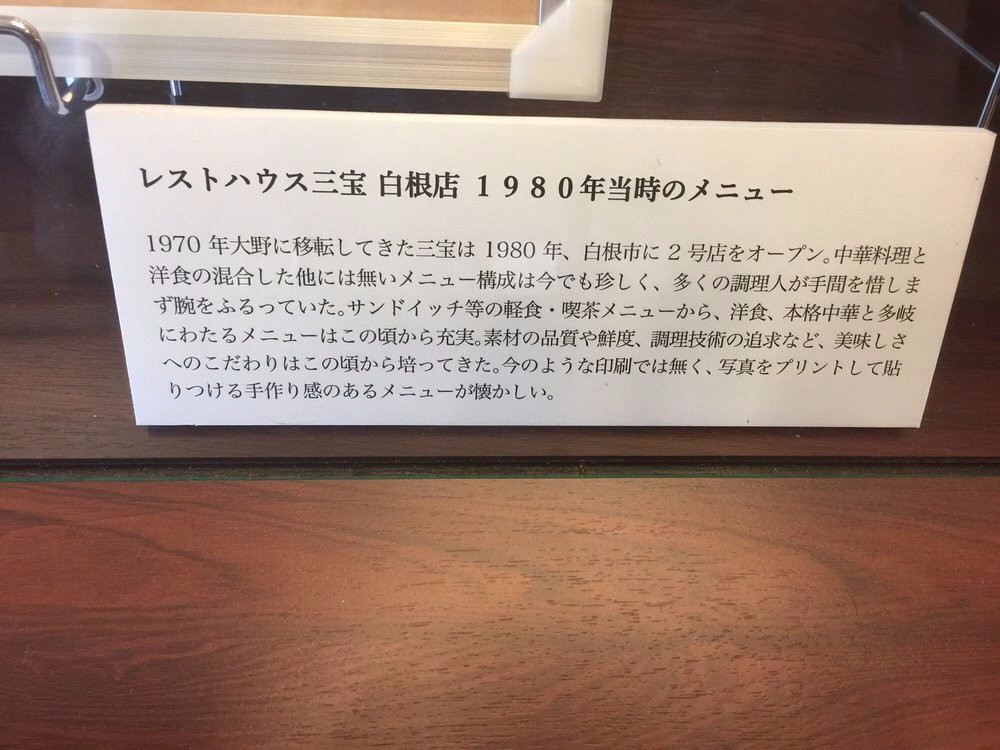 レストハウス三宝 白根店 １９８０年当時のメニュー
1970 年大野に移転してきた三宝は 1980 年、白根市に 2 号店をオープン。中華料理と
洋食の混合した他には無いメニュー構成は今でも珍しく、多くの調理人が手間を惜しま
ず腕をふるっていた。サンドイッチ等の軽食・喫茶メニューから、洋食、本格中華と多岐
にわたるメニューはこの頃から充実。素材の品質や鮮度、調理技術の追求など、美味しさ
へのこだわりはこの頃から培ってきた。今のような印刷では無く、写真をプリントして貼
りつける手作り感のあるメニューが懐かしい。